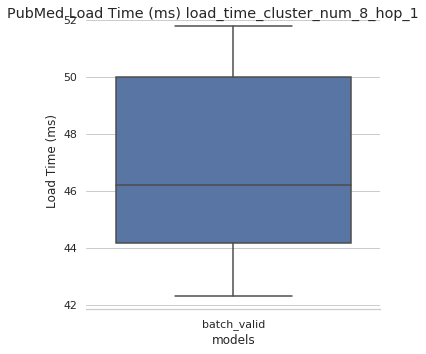 PubMed Load Time (ms) load_time_cluster_num_8_hop_1
52
50
48
46
44
42
Load Time (ms)
batch_valid
models